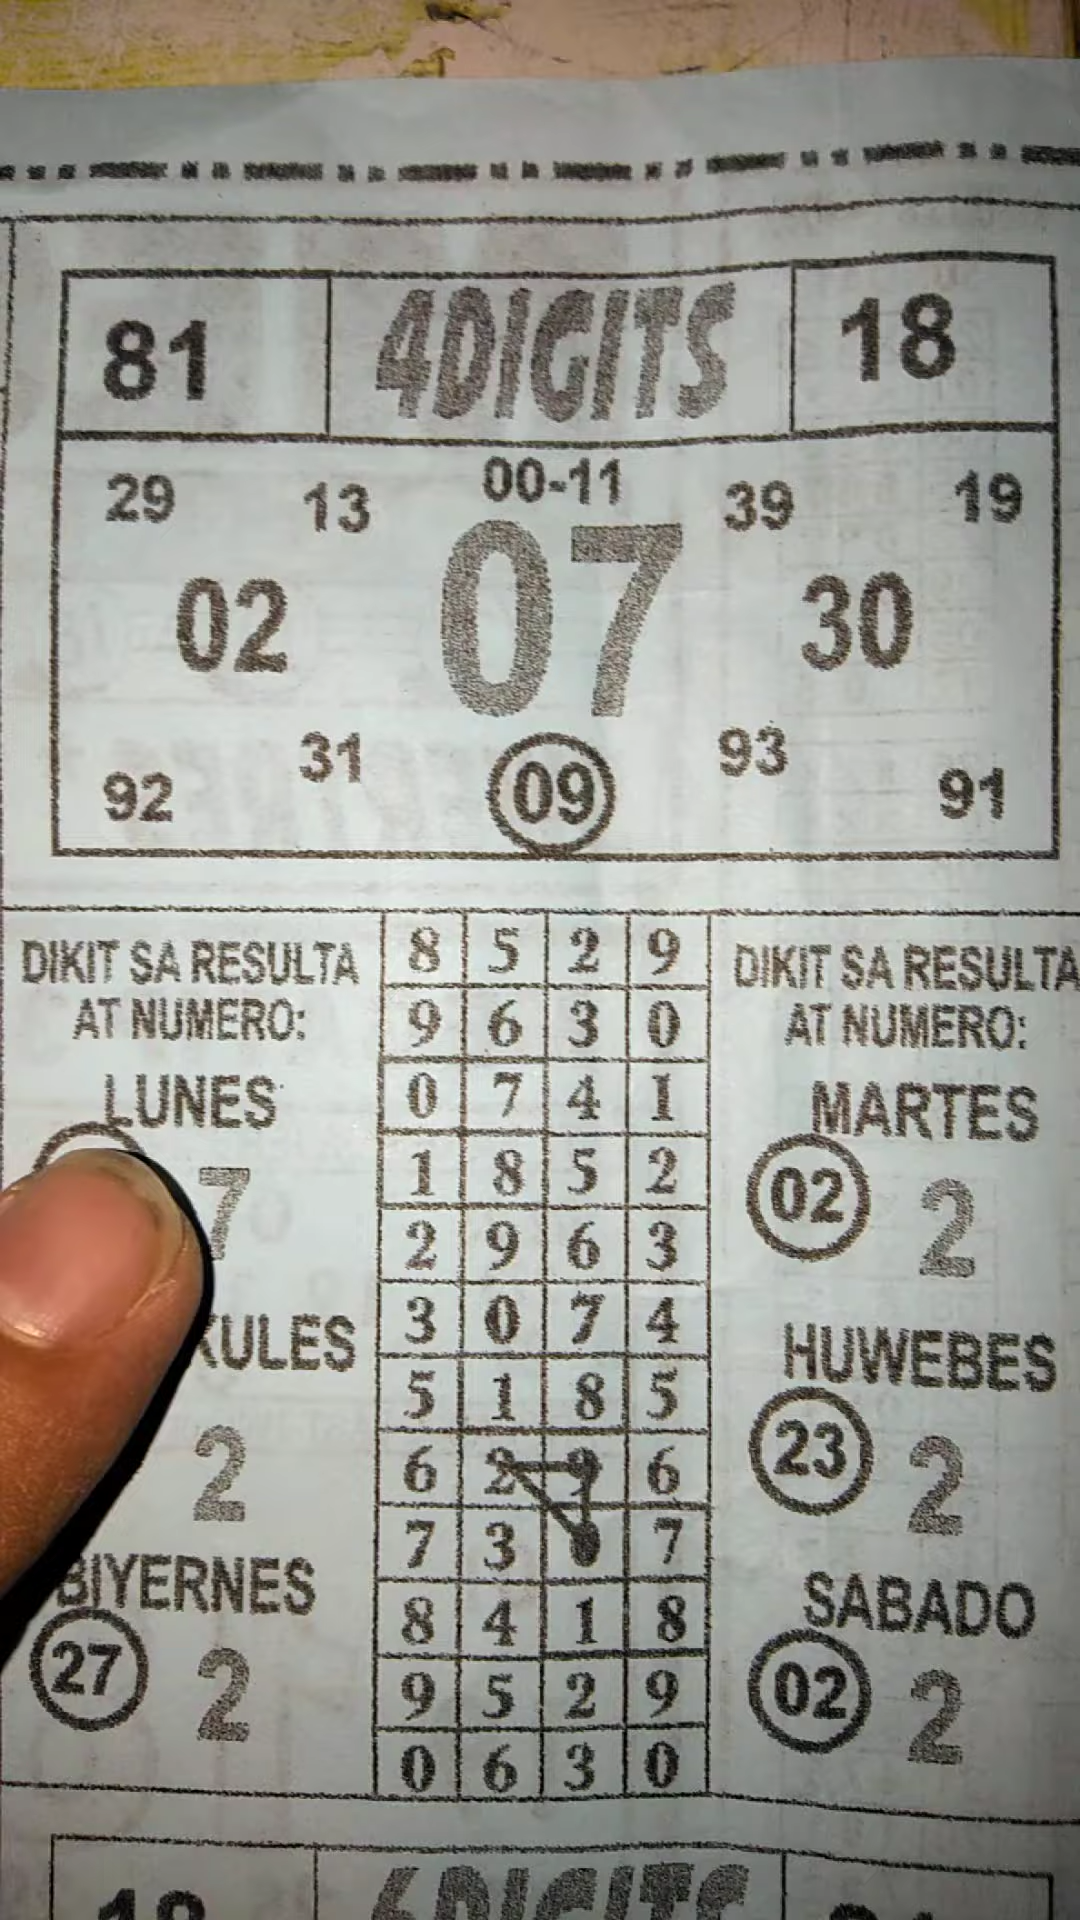 81 4DIGITS 18
29 13 00-11 39 19
02 07 30
92 31 09 93 91
DIKIT SA RESULTA
AT NUMERO:
LUNES
7
KULES
2
BIYERNES
27 2
8 5 2 9
9 6 3 0
0 7 4 1
1 8 5 2
2 9 6 3
3 0 7 4
5 1 8 5
6 2 9 6
7 3 7
8 4 1 8
9 5 2 9
0 6 3 0
DIKIT SA RESULTA
AT NUMERO:
MARTES
02 2
HUWEBES
23 2
SABADO
02 2
DIGITS